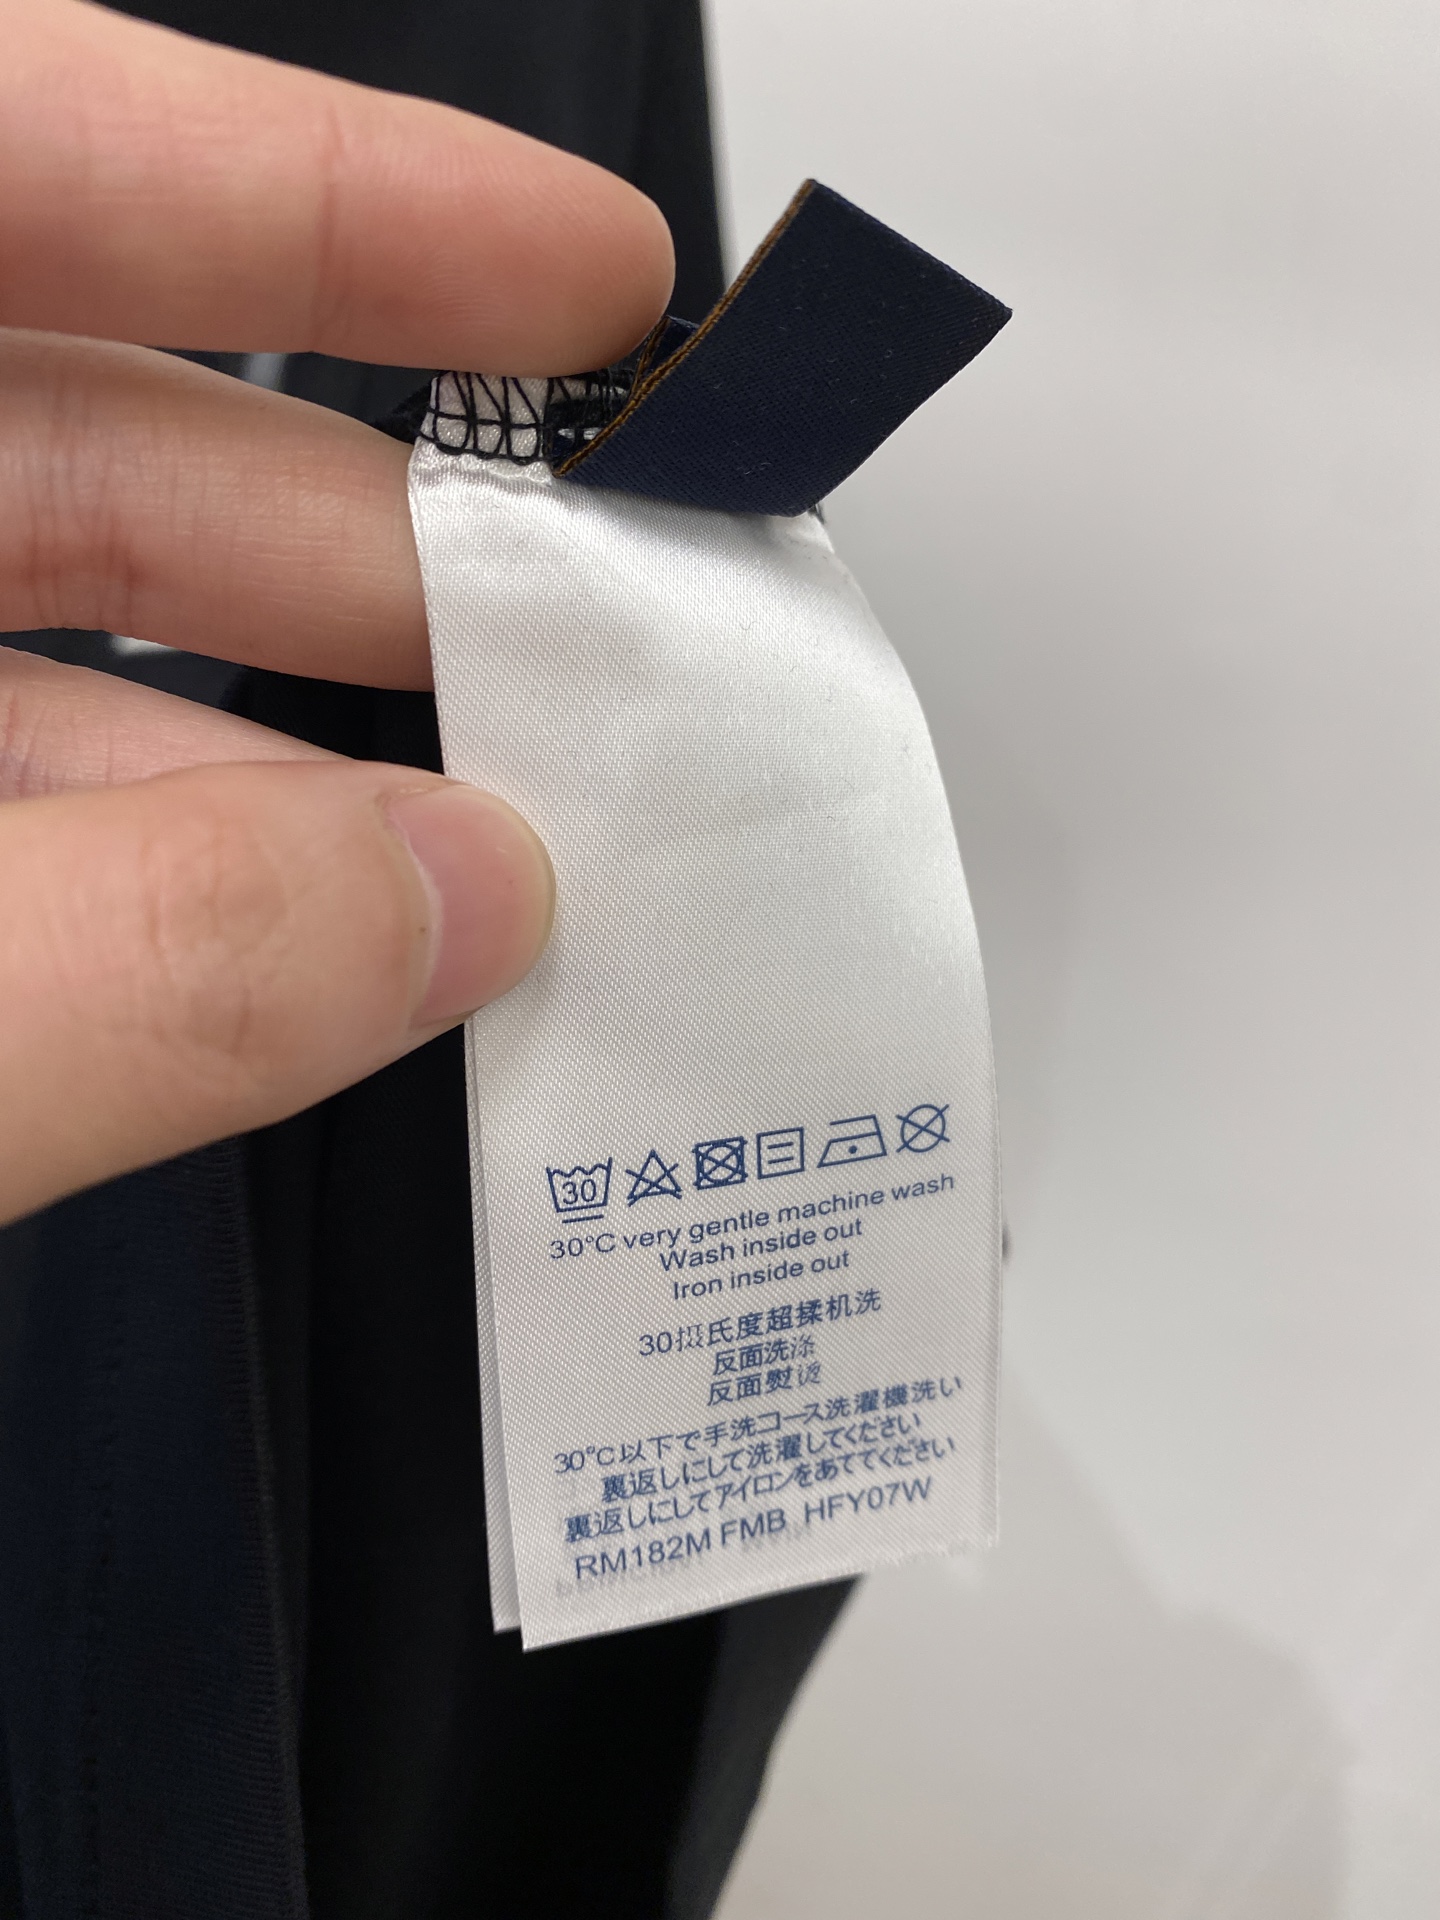 30
30°C very gentle machine wash
Wash inside out
Iron inside out
30摄氏度超揉机洗
反面洗涤
反面熨烫
30°C以下で手洗コース洗濯機洗い
裏返しにして洗濯してください
裏返しにしてアイロンをあててください
RM182M FMB HFY07W